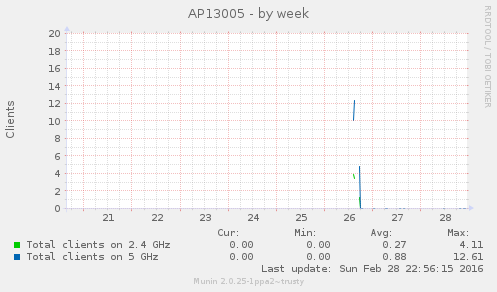 AP13005 - by week
RRDTOOL / TOBI OETIKER
Clients
20
18
16
14
12
10
8
6
4
2
0
21 22 23 24 25 26 27 28
Cur: Min: Avg: Max:
Total clients on 2.4 GHz 0.00 0.00 0.27 4.11
Total clients on 5 GHz 0.00 0.00 0.88 12.61
Last update: Sun Feb 28 22:56:15 2016
Munin 2.0.25-1ppa2~trusty